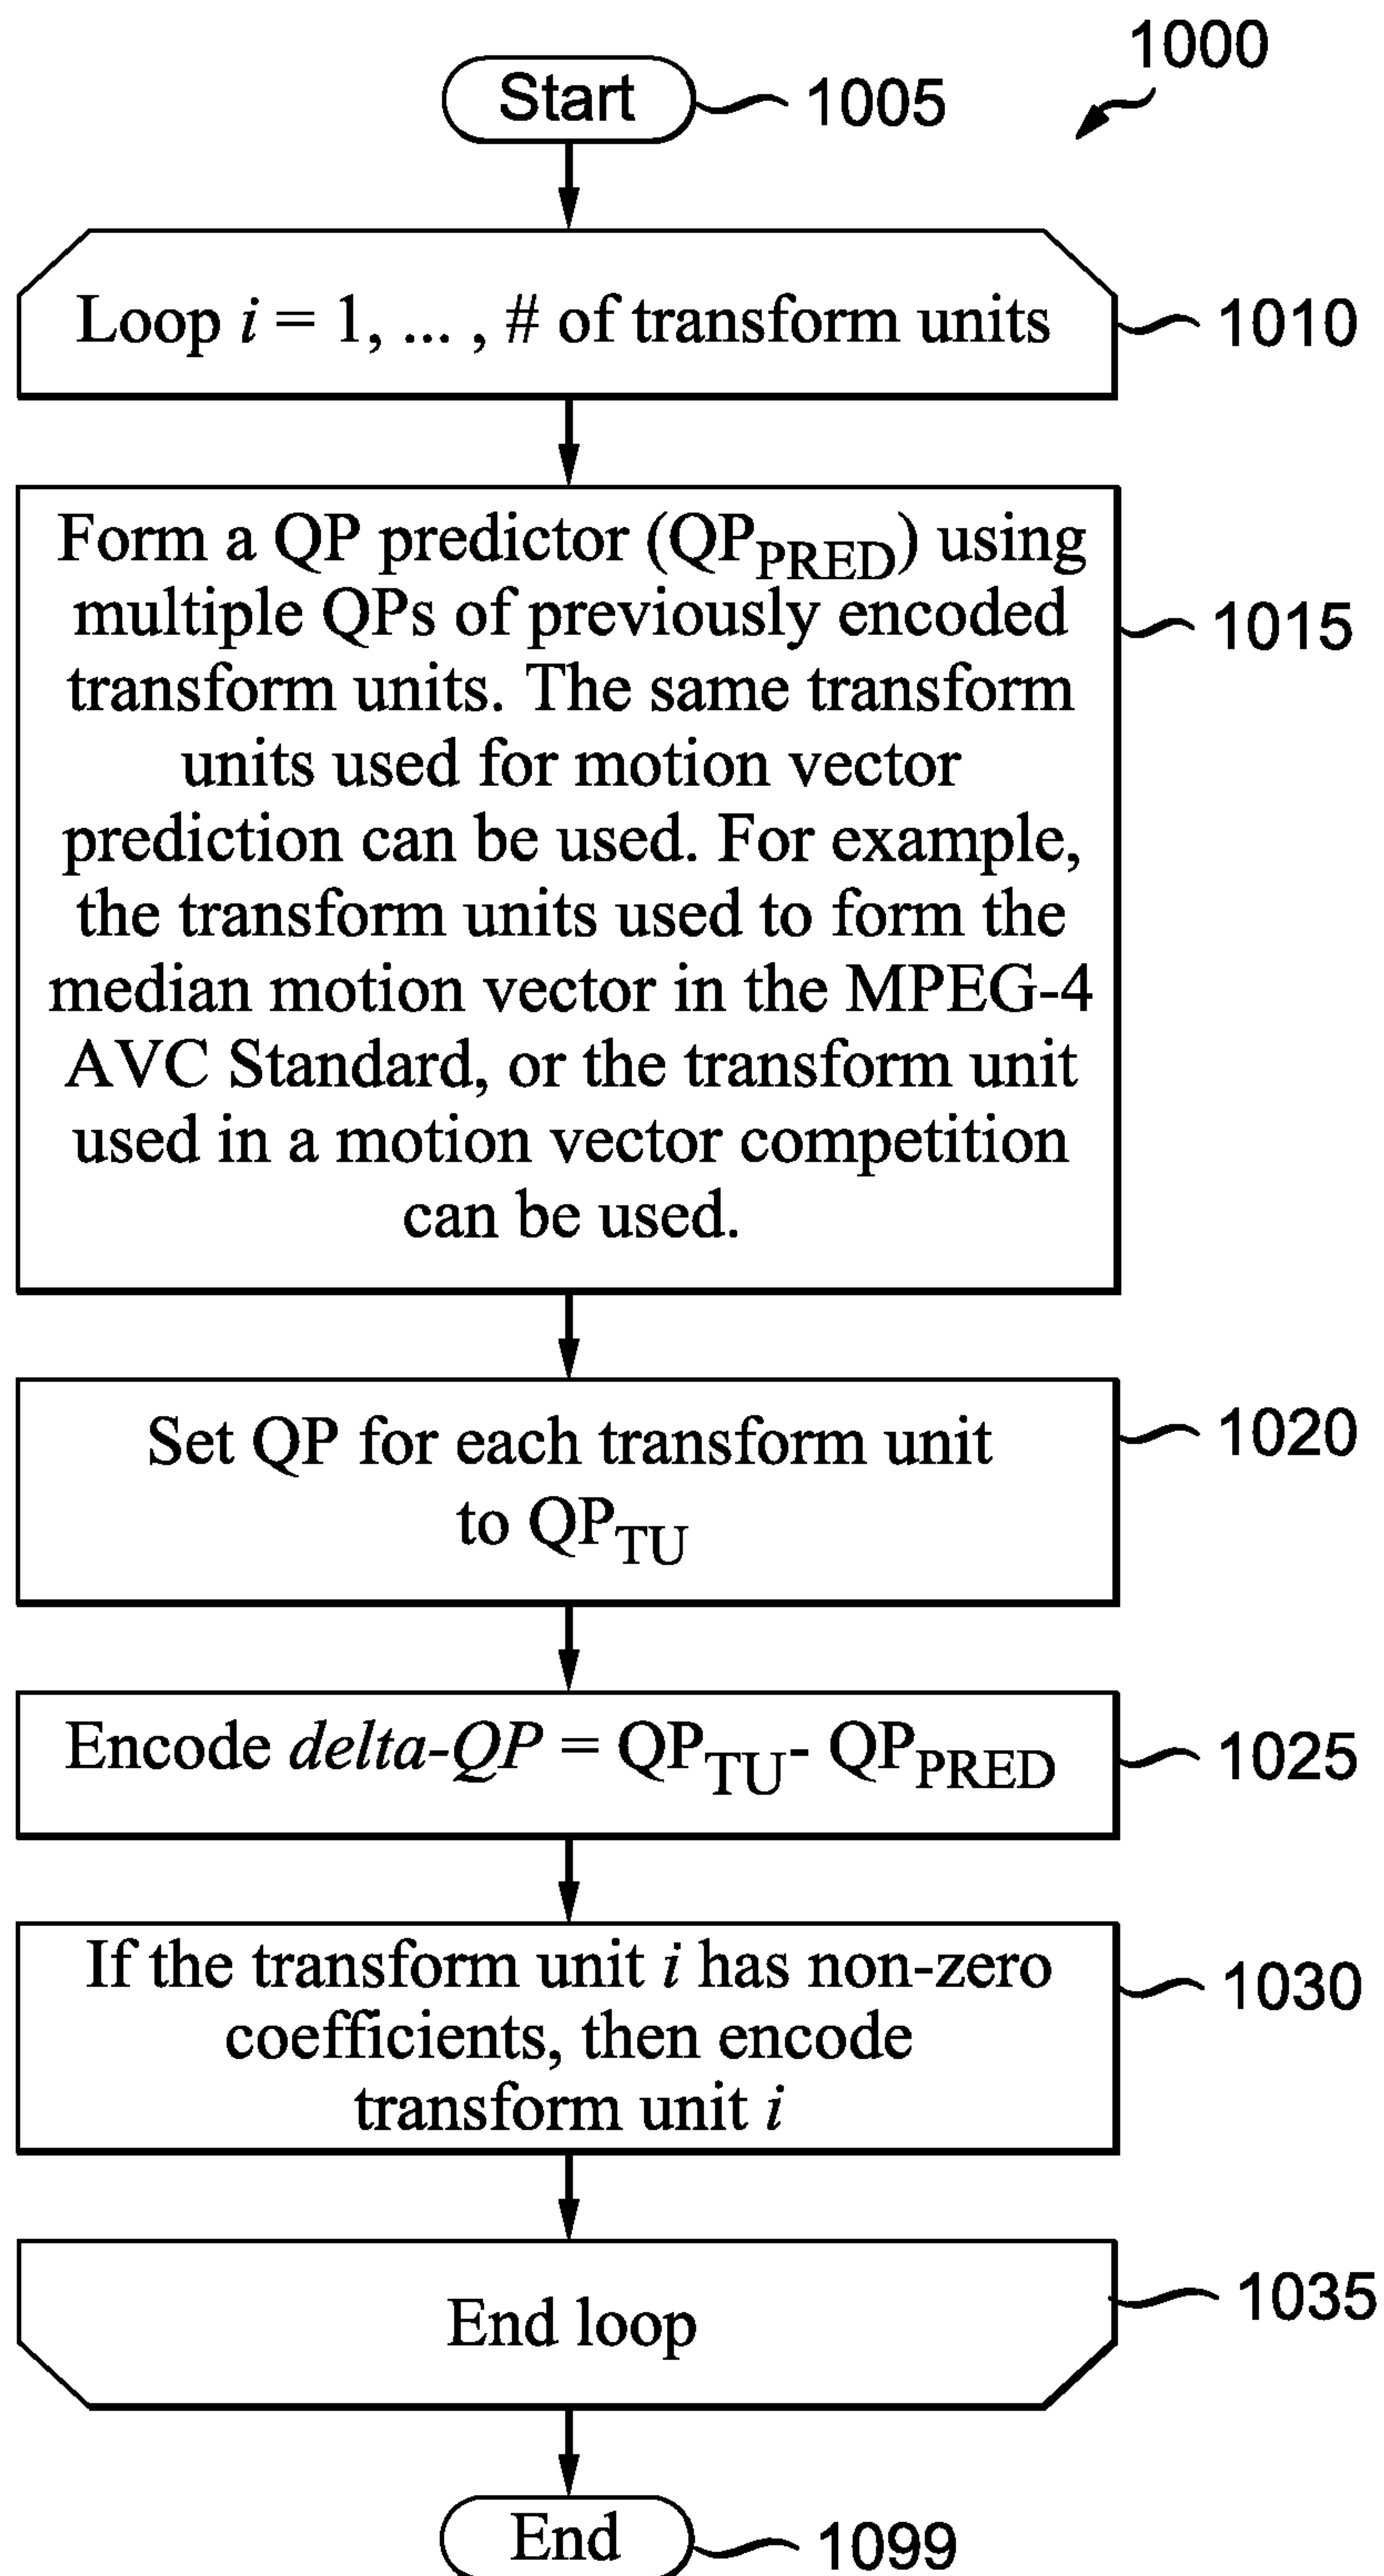 1000
Start
1005
Loop i = 1, ... , # of transform units
1010
Form a QP predictor (QPPRED) using
multiple QPs of previously encoded
transform units. The same transform
units used for motion vector
prediction can be used. For example,
the transform units used to form the
median motion vector in the MPEG-4
AVC Standard, or the transform unit
used in a motion vector competition
can be used.
1015
Set QP for each transform unit
to QPTU
1020
Encode delta-QP = QPTU- QPPRED
1025
If the transform unit i has non-zero
coefficients, then encode
transform unit i
1030
End loop
1035
End
1099